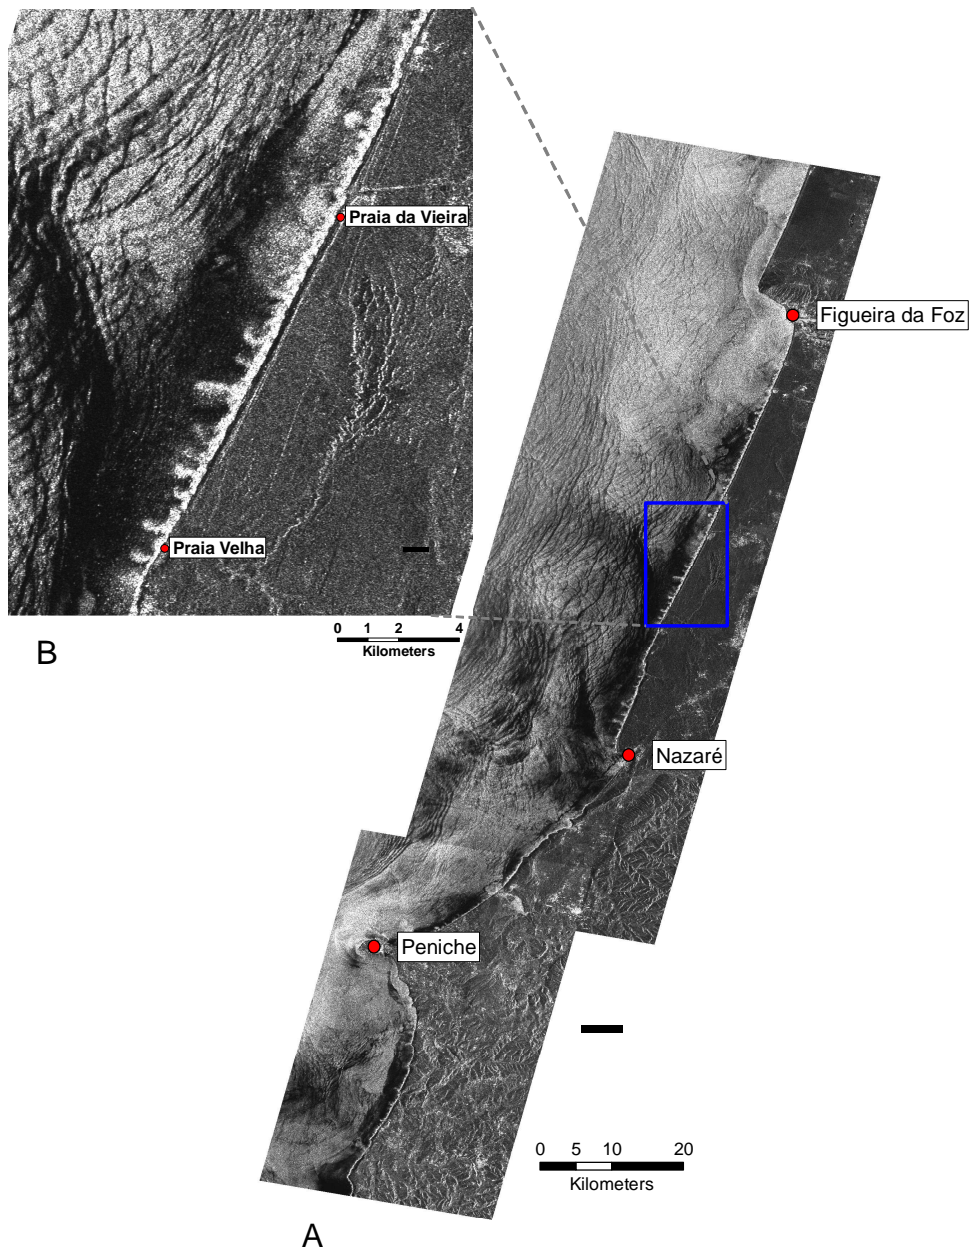 Praia da Vieira
Figueira da Foz
Praia Velha
B
0 1 2 4
Kilometers
Nazaré
Peniche
0 5 10 20
Kilometers
A